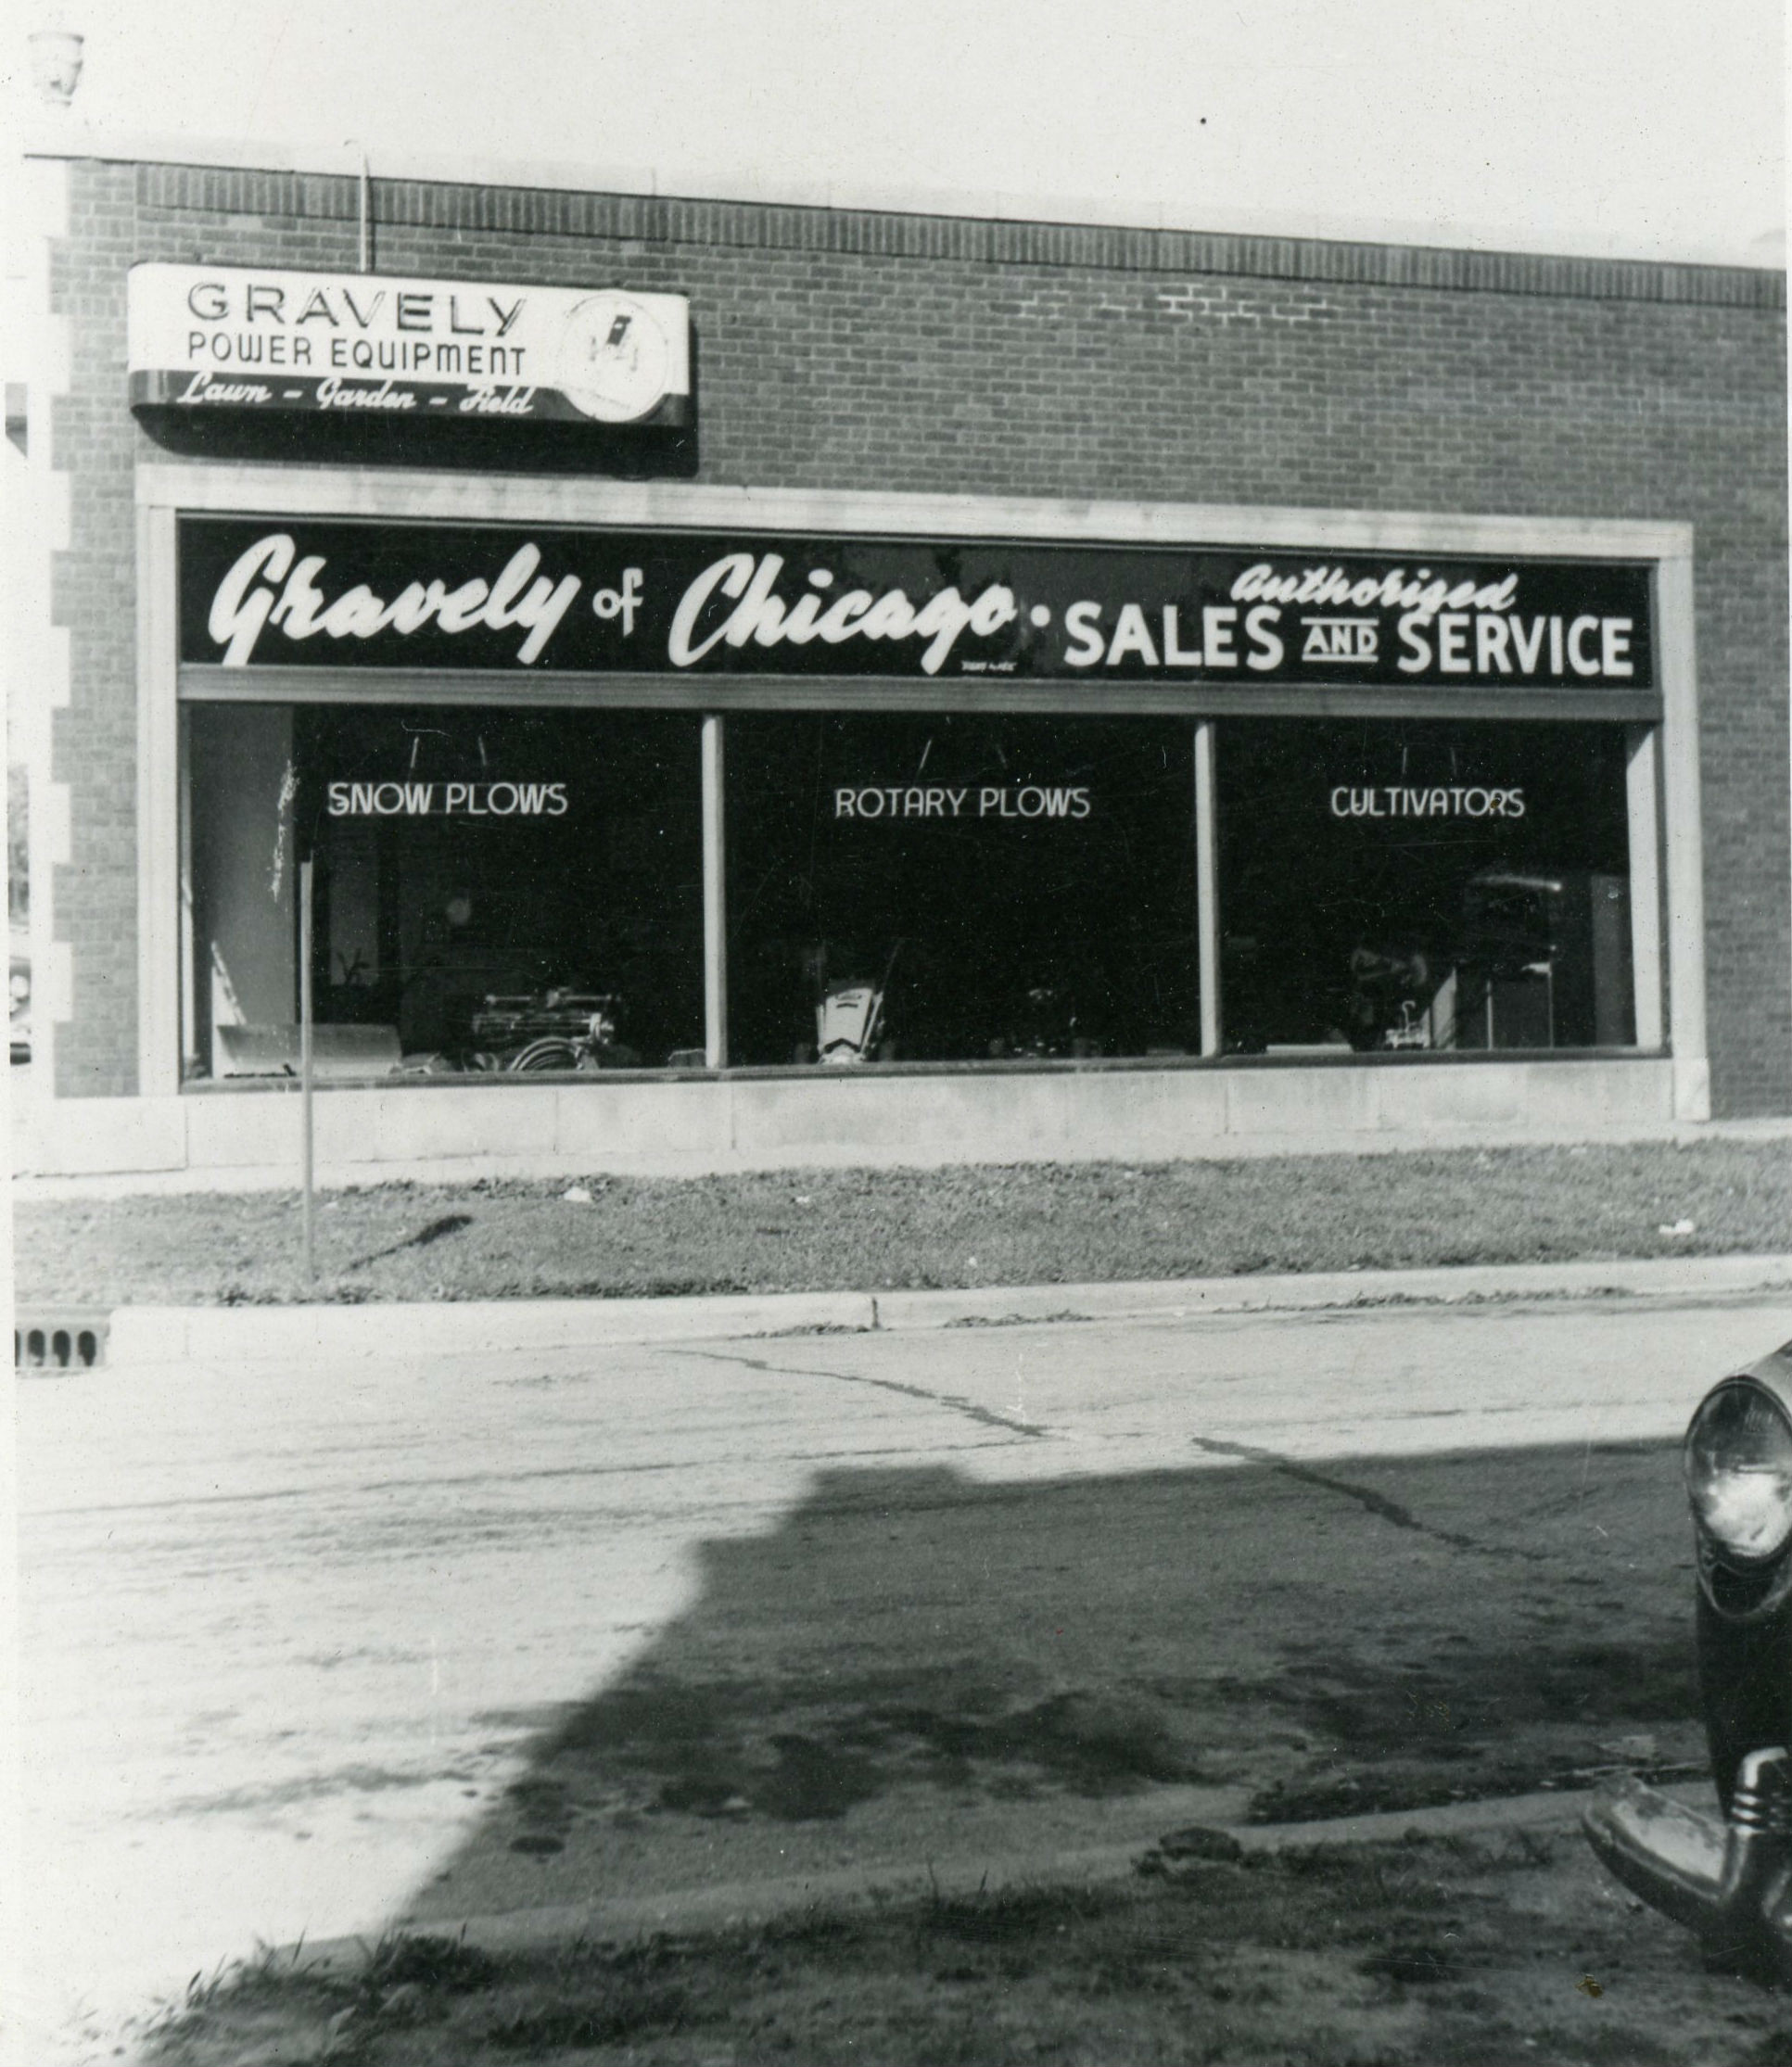 GRAVELY
POWER EQUIPMENT
Lawn - Garden - Field
Gravely of Chicago · Authorized
SALES AND SERVICE
SNOW PLOWS
ROTARY PLOWS
CULTIVATORS